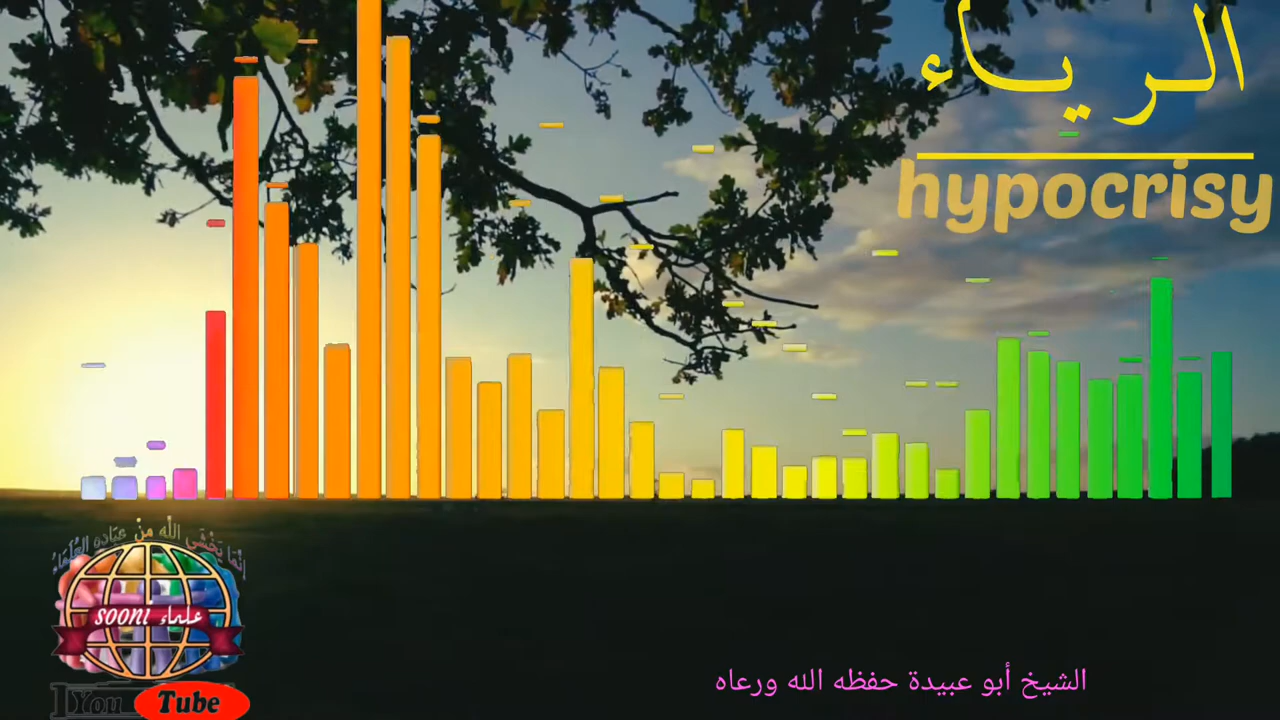 الرياء
hypocrisy
إنما يخشى الله من عباده العلماء
sooni علماء
You Tube
الشيخ أبو عبيدة حفظه الله ورعاه